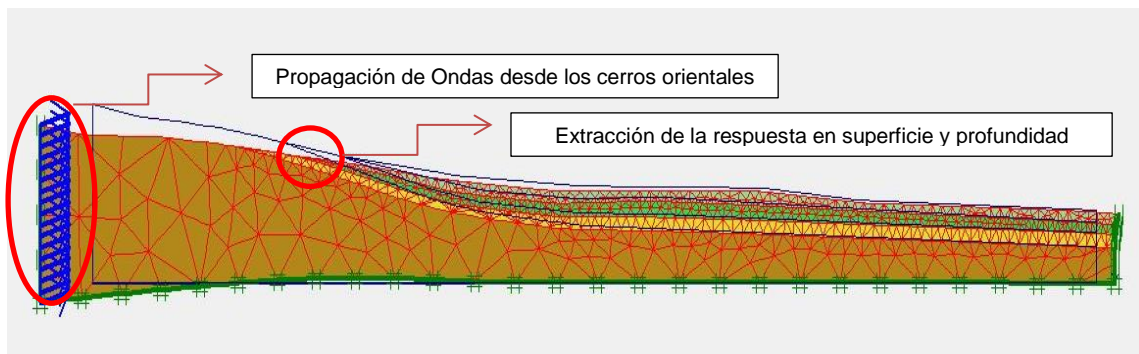 Propagación de Ondas desde los cerros orientales
Extracción de la respuesta en superficie y profundidad